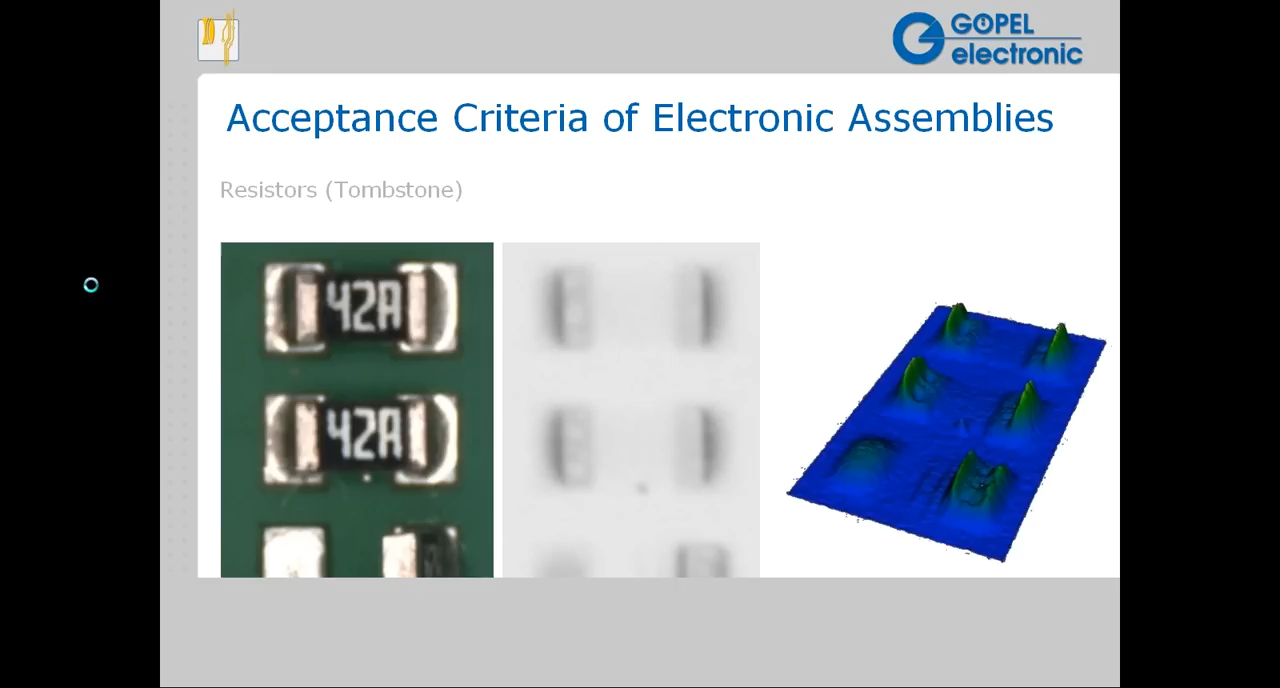 GÖPEL
electronic
Acceptance Criteria of Electronic Assemblies
Resistors (Tombstone)
42A
42A